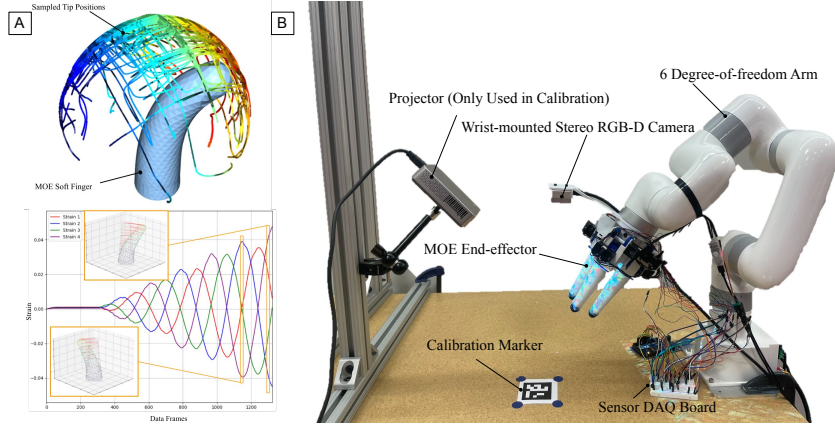 A
Sampled Tip Positions
MOE Soft Finger
Strain 1
Strain 2
Strain 3
Strain 4
0.04
0.02
0.00
−0.02
−0.04
Strain
0
200
400
600
800
1000
1200
Data Frames
B
6 Degree-of-freedom Arm
Projector (Only Used in Calibration)
Wrist-mounted Stereo RGB-D Camera
MOE End-effector
Calibration Marker
Sensor DAQ Board